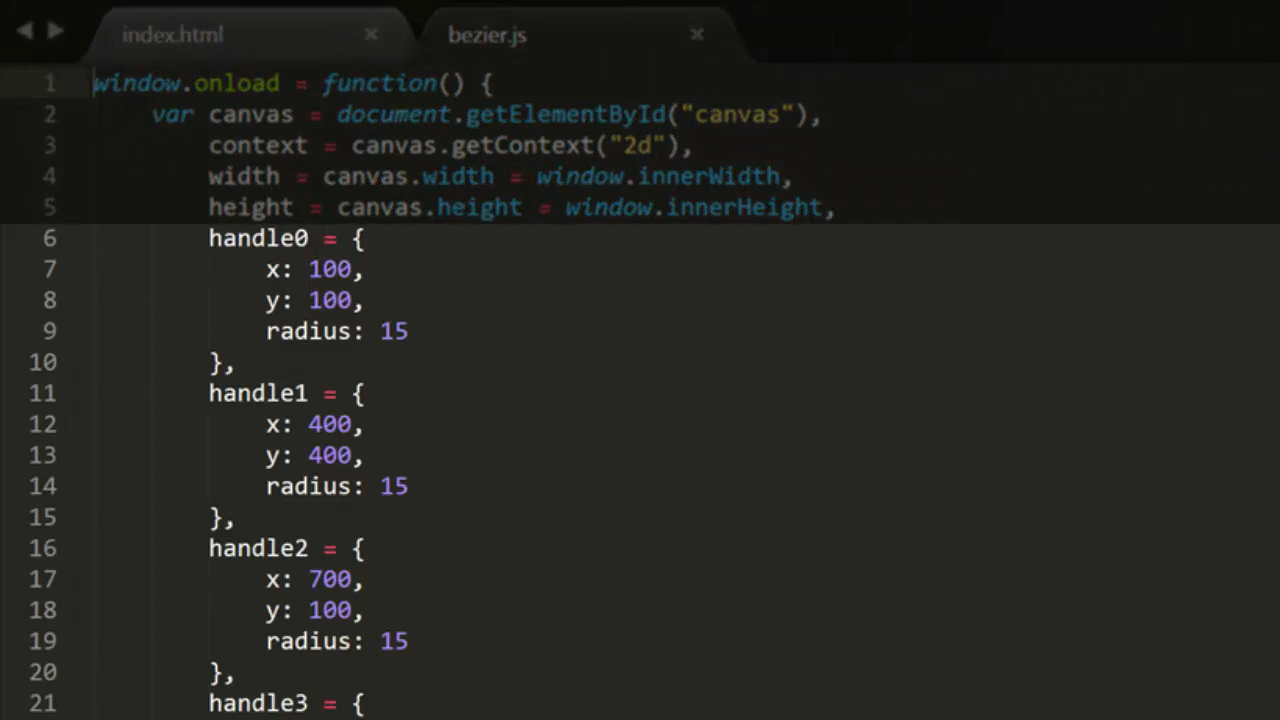 index.html × bezier.js ×
1 window.onload = function() {
2 var canvas = document.getElementById("canvas"),
3 context = canvas.getContext("2d"),
4 width = canvas.width = window.innerWidth,
5 height = canvas.height = window.innerHeight,
6 handle0 = {
7 x: 100,
8 y: 100,
9 radius: 15
10 },
11 handle1 = {
12 x: 400,
13 y: 400,
14 radius: 15
15 },
16 handle2 = {
17 x: 700,
18 y: 100,
19 radius: 15
20 },
21 handle3 = {